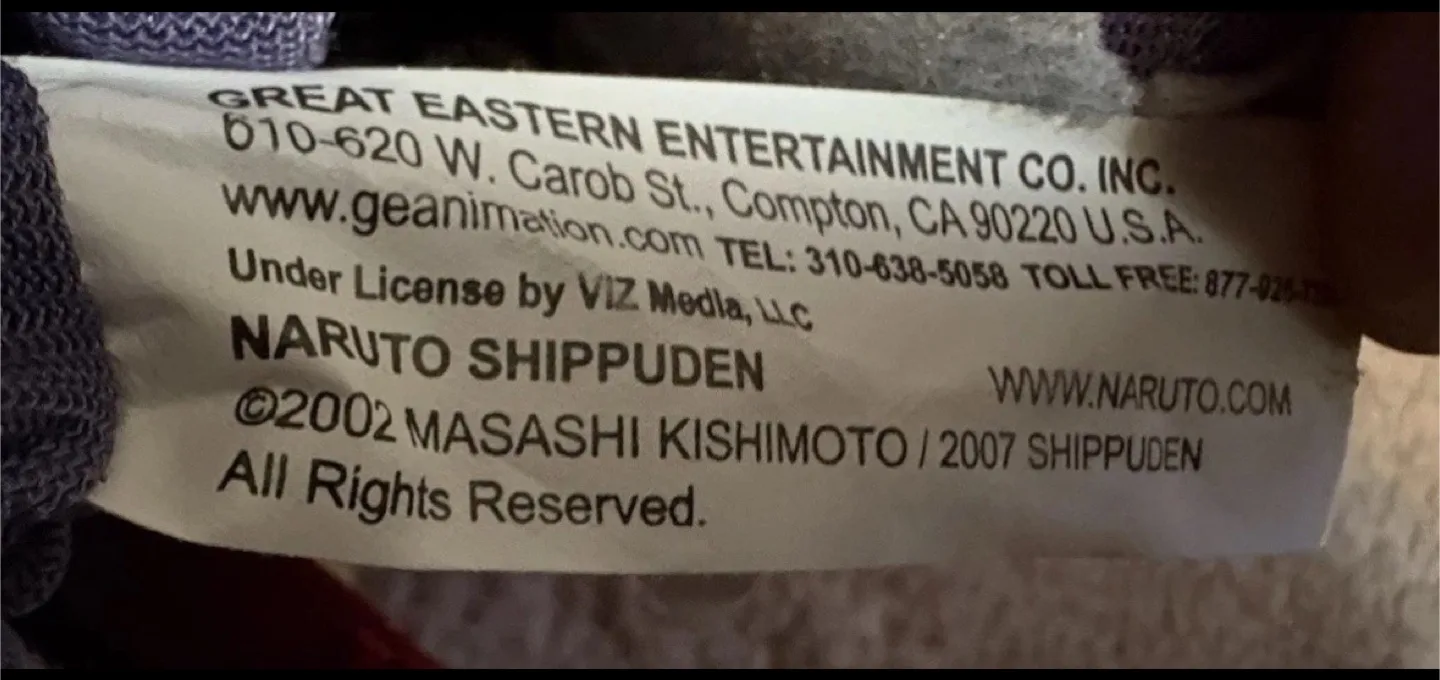 GREAT EASTERN ENTERTAINMENT CO. INC.
610-620 W. Carob St., Compton, CA 90220 U.S.A.
www.geanimation.com TEL: 310-638-5058 TOLL FREE:
Under License by VIZ Media, LLC
NARUTO SHIPPUDEN WWW.NARUTO.COM
©2002 MASASHI KISHIMOTO / 2007 SHIPPUDEN
All Rights Reserved.